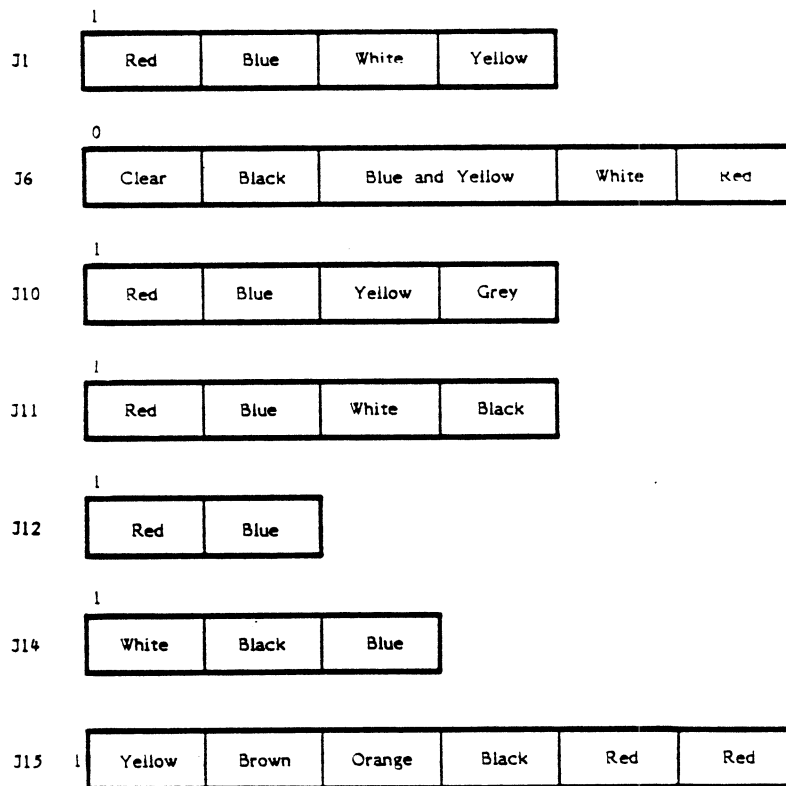 1
J1 Red Blue White Yellow
0
J6 Clear Black Blue and Yellow White Red
1
J10 Red Blue Yellow Grey
1
J11 Red Blue White Black
1
J12 Red Blue
1
J14 White Black Blue
J15 1 Yellow Brown Orange Black Red Red